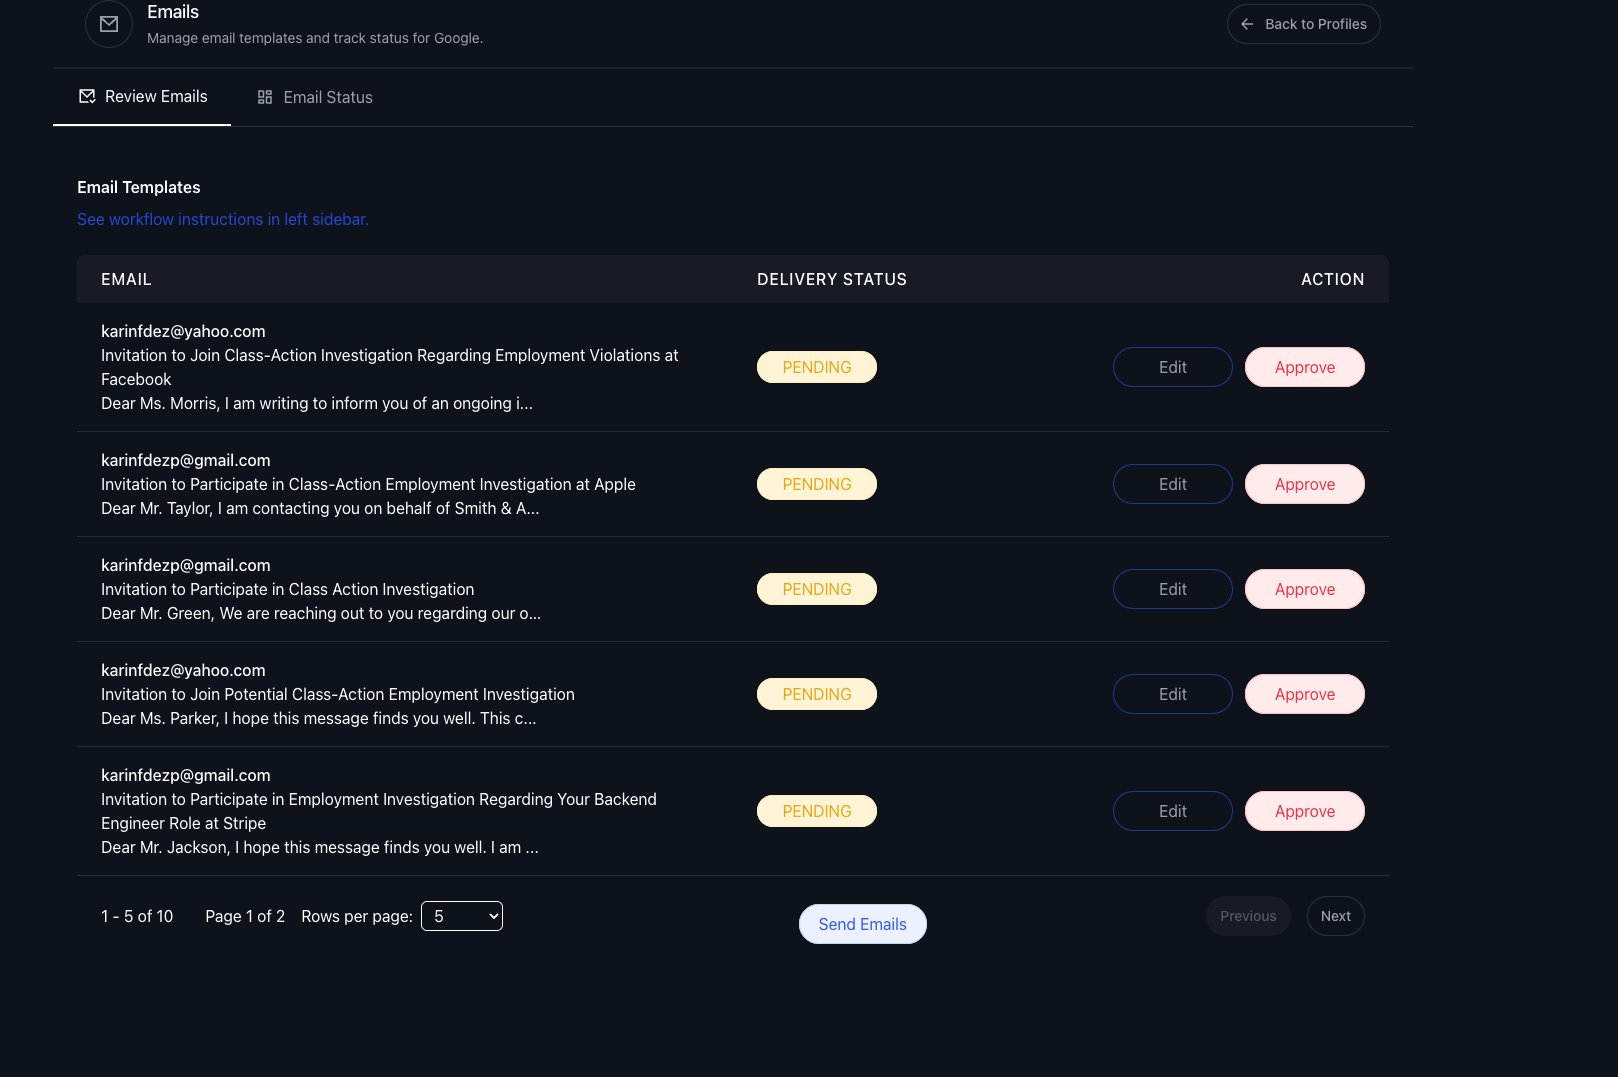 Emails
Manage email templates and track status for Google.
Back to Profiles
Review Emails
Email Status
Email Templates
See workflow instructions in left sidebar.
EMAIL DELIVERY STATUS ACTION
karinfdez@yahoo.com
Invitation to Join Class-Action Investigation Regarding Employment Violations at
Facebook
Dear Ms. Morris, I am writing to inform you of an ongoing i...
PENDING
Edit
Approve
karinfdezp@gmail.com
Invitation to Participate in Class-Action Employment Investigation at Apple
Dear Mr. Taylor, I am contacting you on behalf of Smith & A...
PENDING
Edit
Approve
karinfdezp@gmail.com
Invitation to Participate in Class Action Investigation
Dear Mr. Green, We are reaching out to you regarding our o...
PENDING
Edit
Approve
karinfdez@yahoo.com
Invitation to Join Potential Class-Action Employment Investigation
Dear Ms. Parker, I hope this message finds you well. This c...
PENDING
Edit
Approve
karinfdezp@gmail.com
Invitation to Participate in Employment Investigation Regarding Your Backend
Engineer Role at Stripe
Dear Mr. Jackson, I hope this message finds you well. I am ...
PENDING
Edit
Approve
1 - 5 of 10 Page 1 of 2 Rows per page: 5
Send Emails
Previous
Next